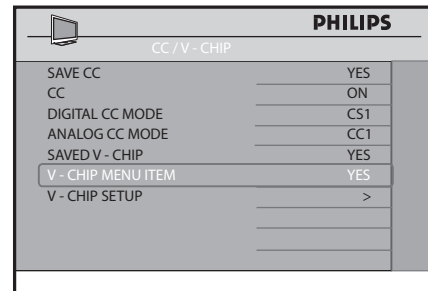 PHILIPS
CC / V - CHIP
SAVE CC YES
CC ON
DIGITAL CC MODE CS1
ANALOG CC MODE CC1
SAVED V - CHIP YES
V - CHIP MENU ITEM YES
V - CHIP SETUP >